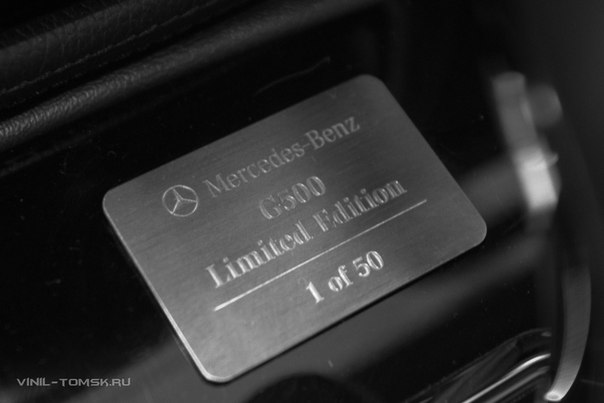 Mercedes-Benz
G500
Limited Edition
1 of 50
VINIL-TOMSK.RU